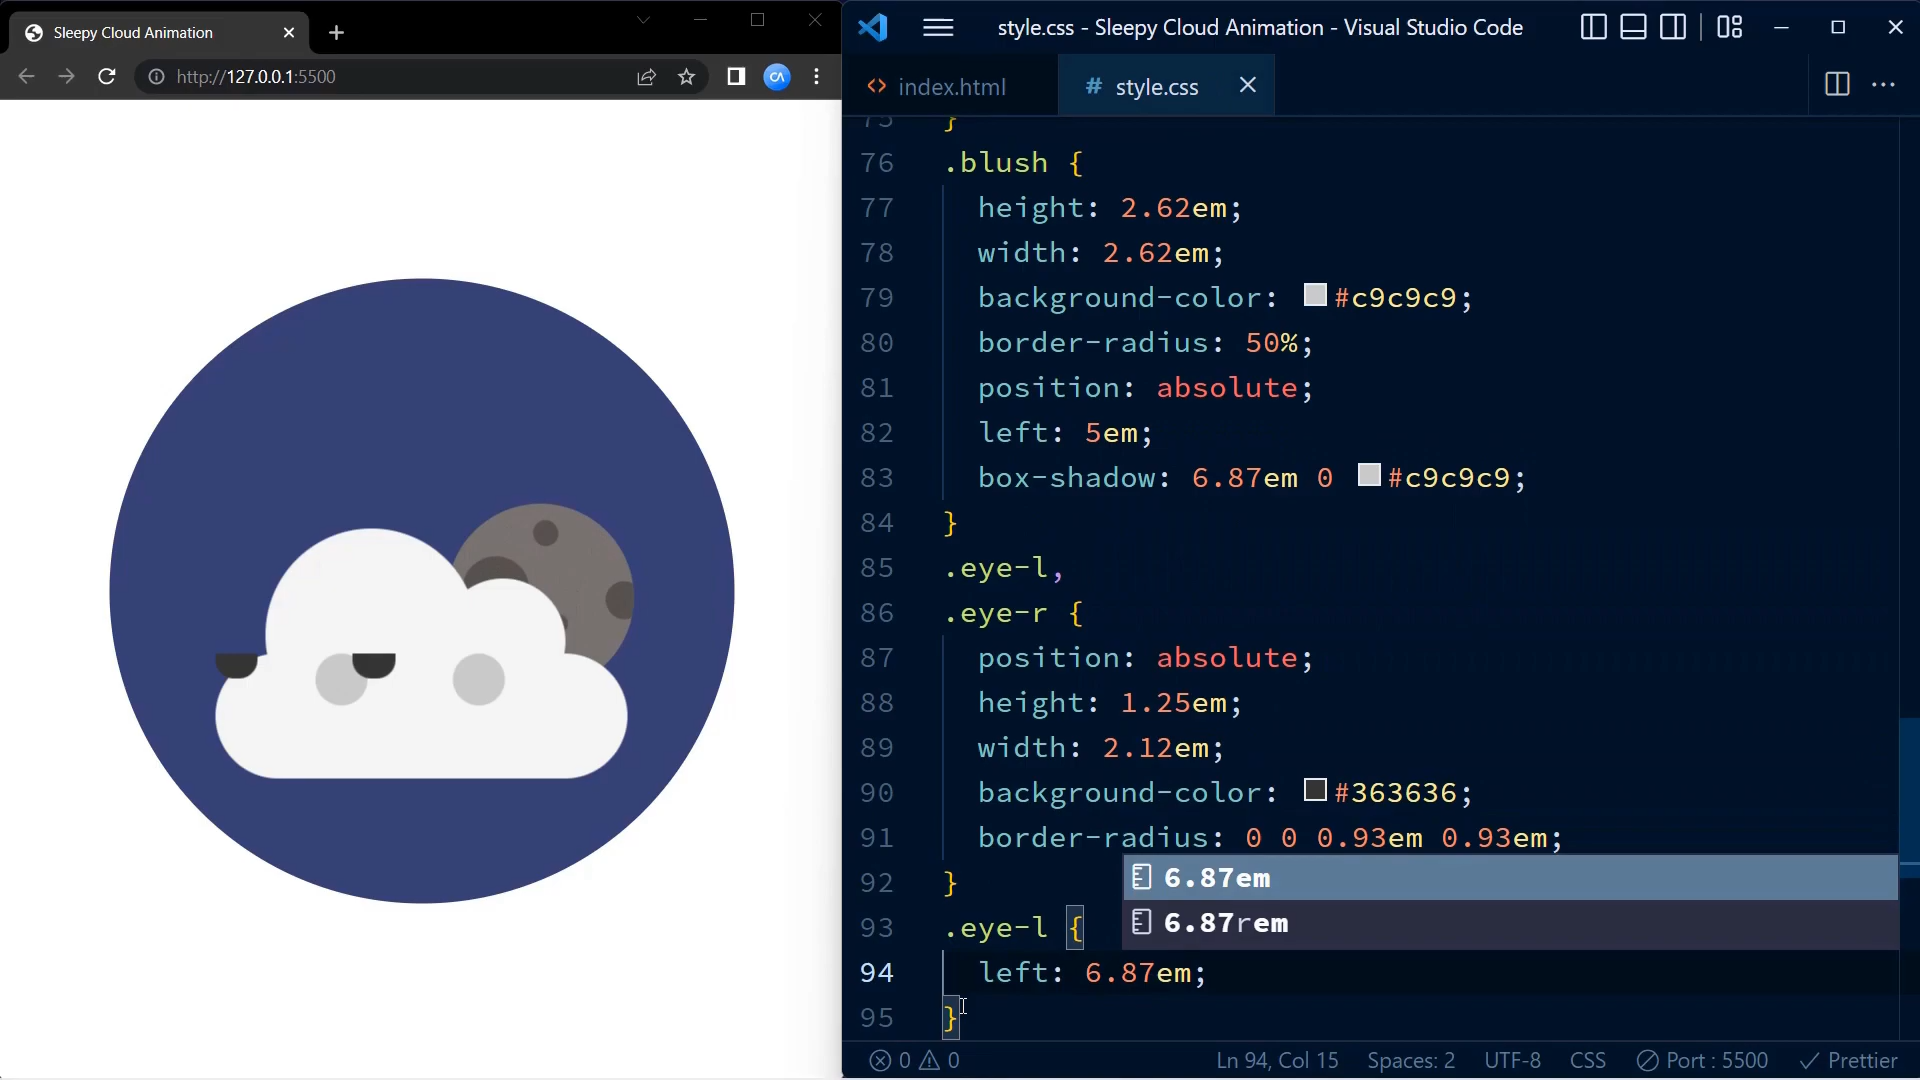 Sleepy Cloud Animation
http://127.0.0.1:5500
CA
style.css - Sleepy Cloud Animation - Visual Studio Code
<> index.html
# style.css
75 }
76 .blush {
77 height: 2.62em;
78 width: 2.62em;
79 background-color: #c9c9c9;
80 border-radius: 50%;
81 position: absolute;
82 left: 5em;
83 box-shadow: 6.87em 0 #c9c9c9;
84 }
85 .eye-l,
86 .eye-r {
87 position: absolute;
88 height: 1.25em;
89 width: 2.12em;
90 background-color: #363636;
91 border-radius: 0 0 0.93em 0.93em;
92 }
6.87em
6.87rem
93 .eye-l {
94 left: 6.87em;
95 }
0 0 Ln 94, Col 15 Spaces: 2 UTF-8 CSS Port : 5500 Prettier